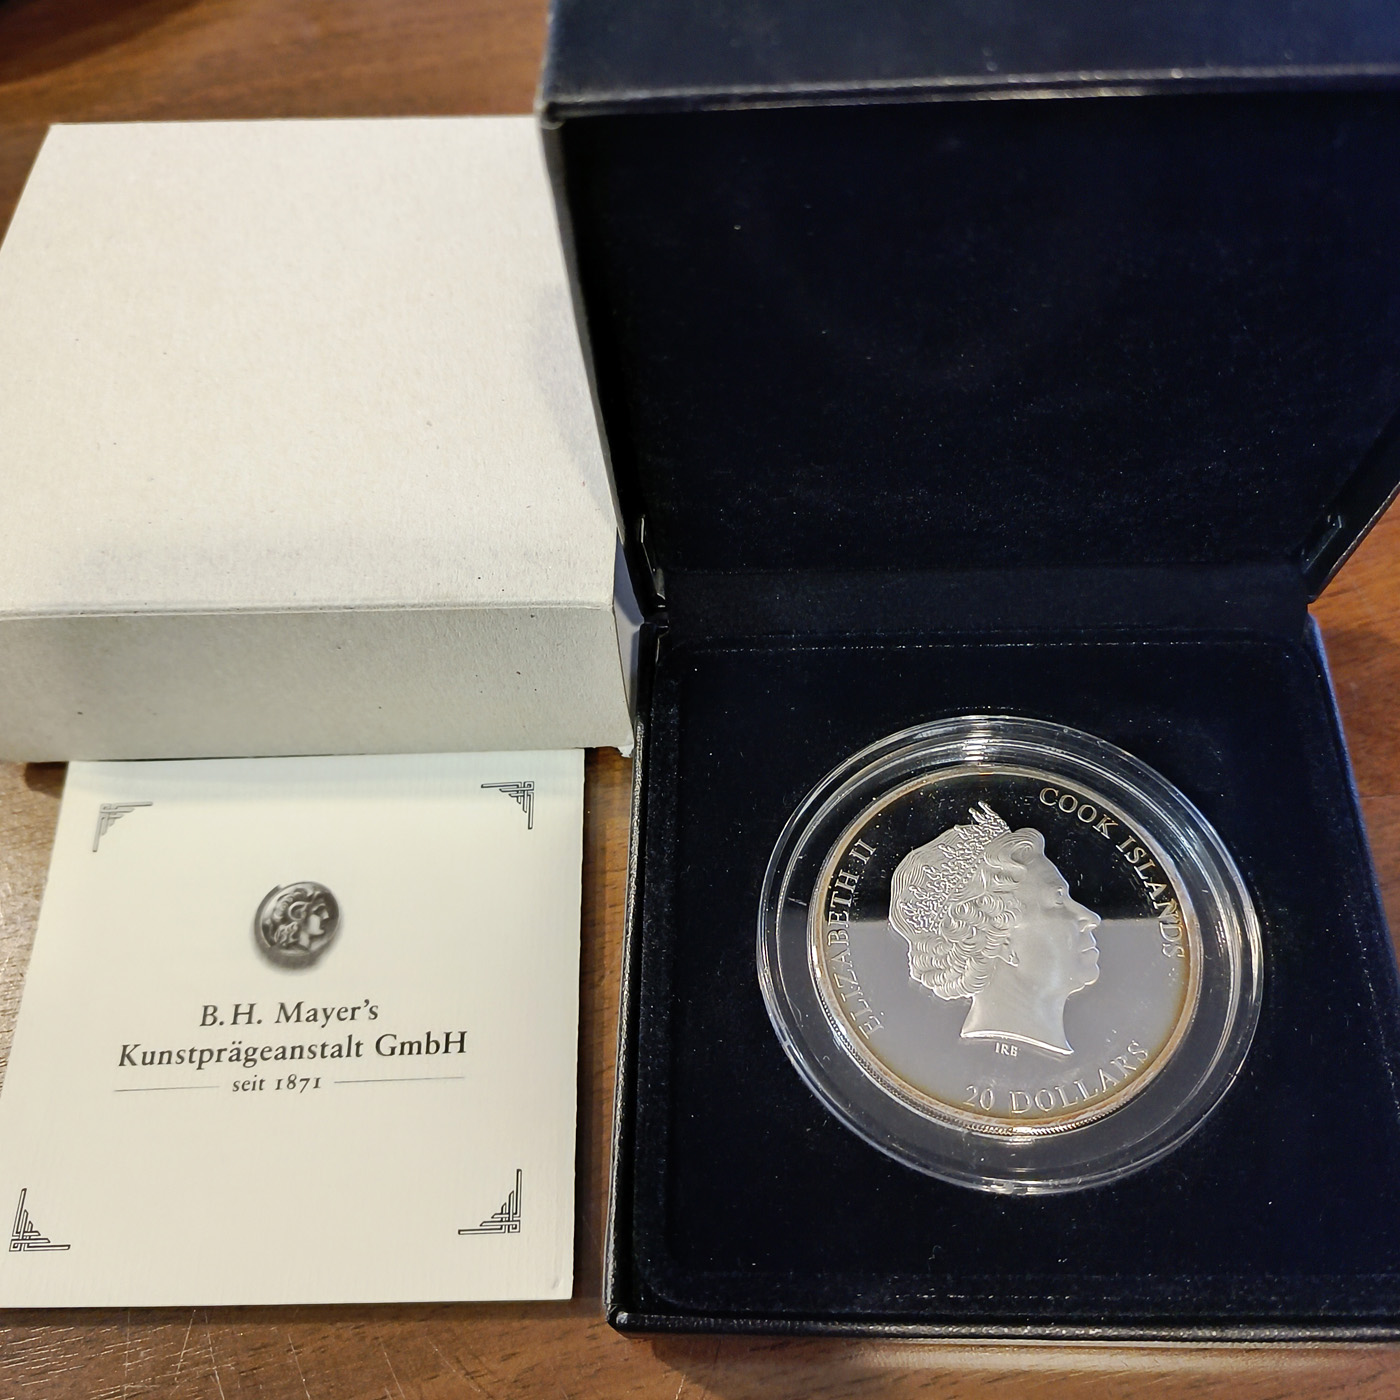 B.H. Mayer's
Kunstprägeanstalt GmbH
seit 1871
ELIZABETH II
COOK ISLANDS
IRB
20 DOLLARS